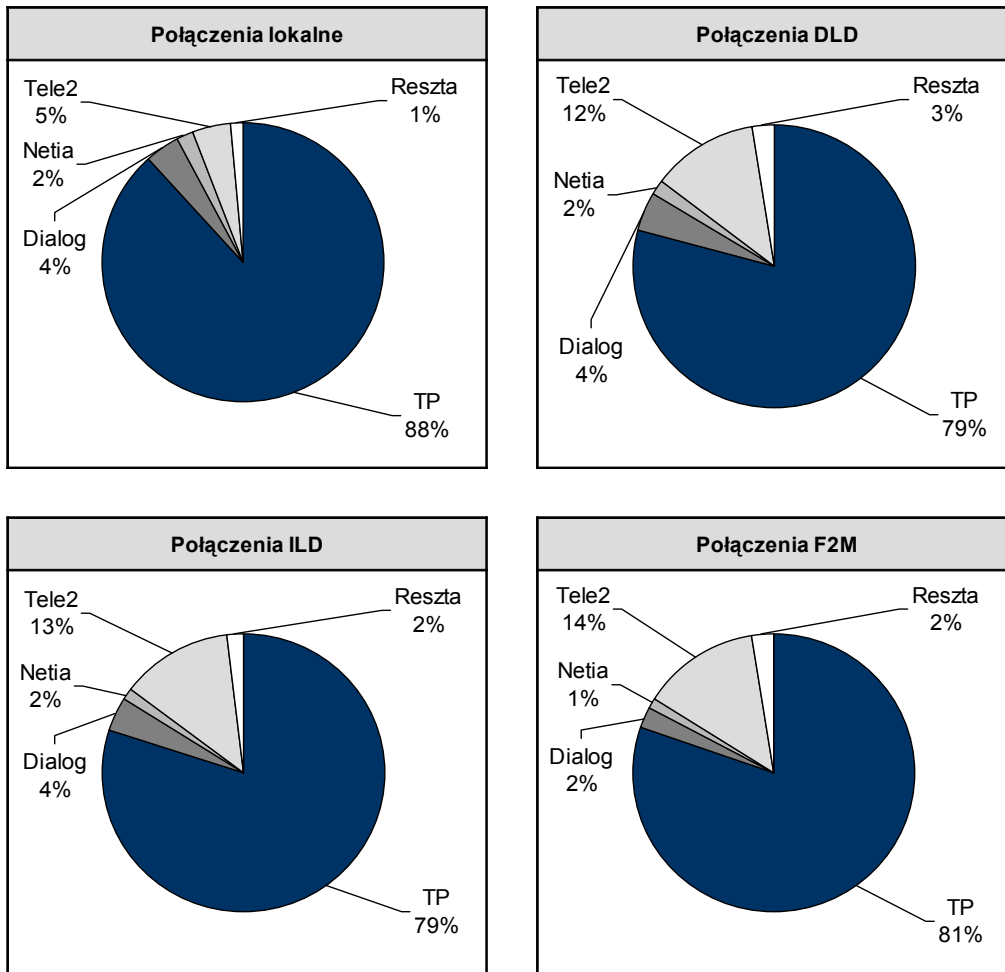 Połączenia lokalne
Tele2
5%
Reszta
1%
Netia
2%
Dialog
4%
TP
88%
Połączenia DLD
Tele2
12%
Reszta
3%
Netia
2%
Dialog
4%
TP
79%
Połączenia ILD
Tele2
13%
Reszta
2%
Netia
2%
Dialog
4%
TP
79%
Połączenia F2M
Tele2
14%
Reszta
2%
Netia
1%
Dialog
2%
TP
81%